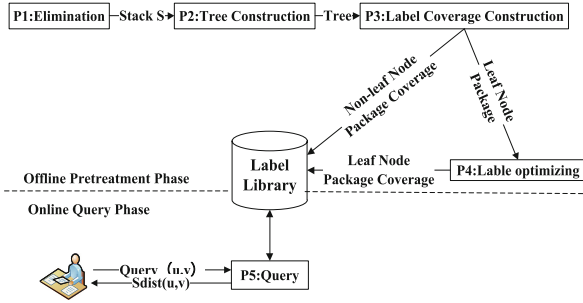 P1:Elimination
Stack S
P2:Tree Construction
Tree
P3:Label Coverage Construction
Non-leaf Node
Package Coverage
Leaf Node
Package
Label
Library
Leaf Node
Package Coverage
P4:Lable optimizing
Offline Pretreatment Phase
Online Query Phase
Query (u,v)
Sdist(u,v)
P5:Query